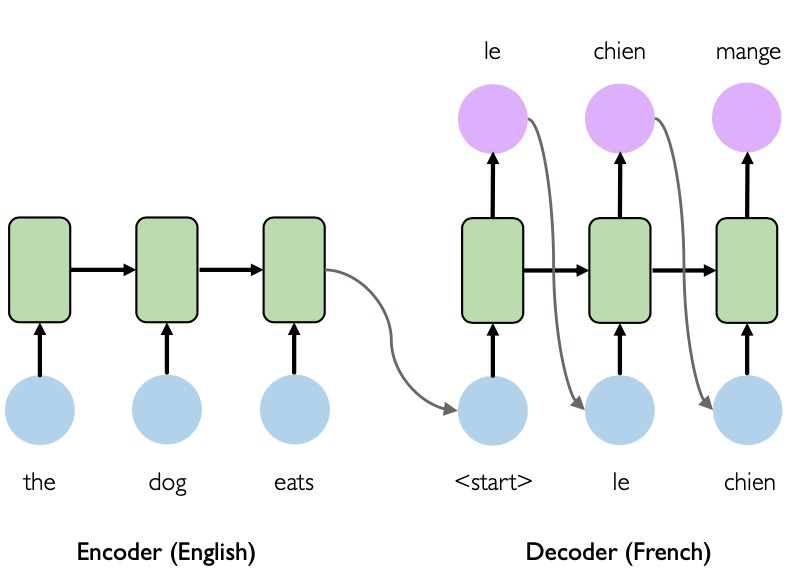 le chien mange
the dog eats <start> le chien
Encoder (English) Decoder (French)